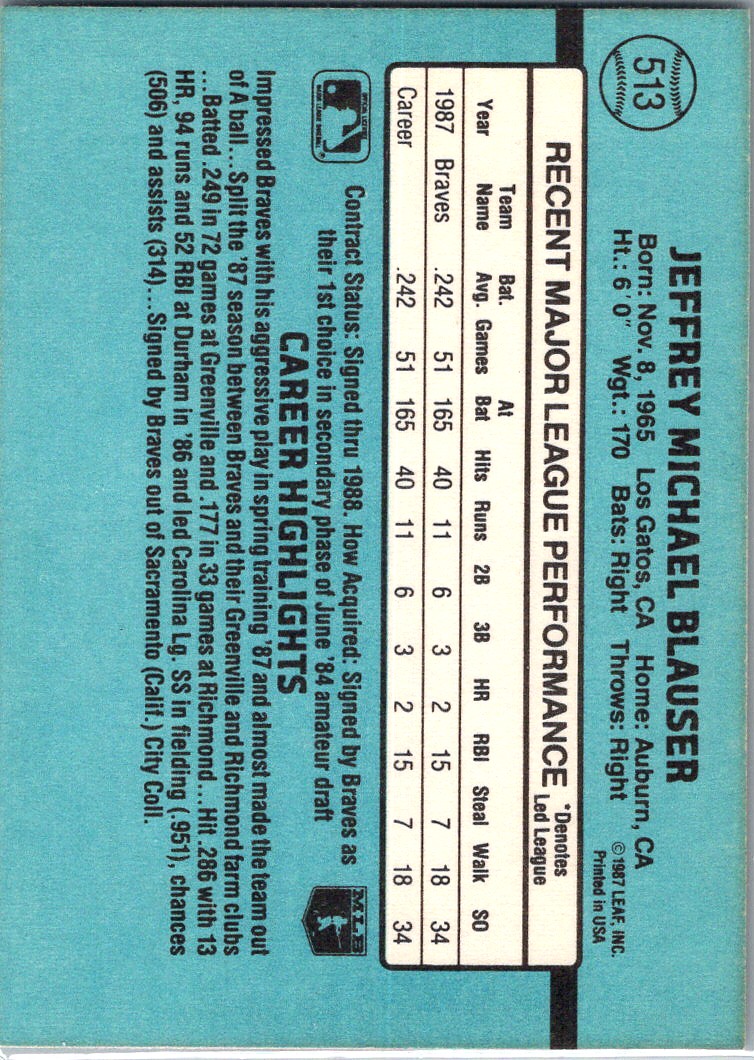 513
JEFFREY MICHAEL BLAUSER
Born: Nov. 8, 1965 Los Gatos, CA Home: Auburn, CA
Ht.: 6'0" Wgt.: 170 Bats: Right Throws: Right
©1987 LEAF, INC.
Printed in USA
RECENT MAJOR LEAGUE PERFORMANCE
*Denotes
Led League
Year Team Name Bat. Avg. Games At Bat Hits Runs 2B 3B HR RBI Steal Walk SO
1987 Braves .242 51 165 40 11 6 3 2 15 7 18 34
Career .242 51 165 40 11 6 3 2 15 7 18 34
OFFICIAL LICENSEE
MAJOR LEAGUE BASEBALL
Contract Status: Signed thru 1988. How Acquired: Signed by Braves as
their 1st choice in secondary phase of June '84 amateur draft
MLB
CAREER HIGHLIGHTS
Impressed Braves with his aggressive play in spring training '87 and almost made the team out
of A ball...Split the '87 season between Braves and their Greenville and Richmond farm clubs
...Batted .249 in 72 games at Greenville and .177 in 33 games at Richmond...Hit .286 with 13
HR, 94 runs and 52 RBI at Durham in '86 and led Carolina Lg. SS in fielding (.951), chances
(506) and assists (314)....Signed by Braves out of Sacramento (Calif.) City Coll.